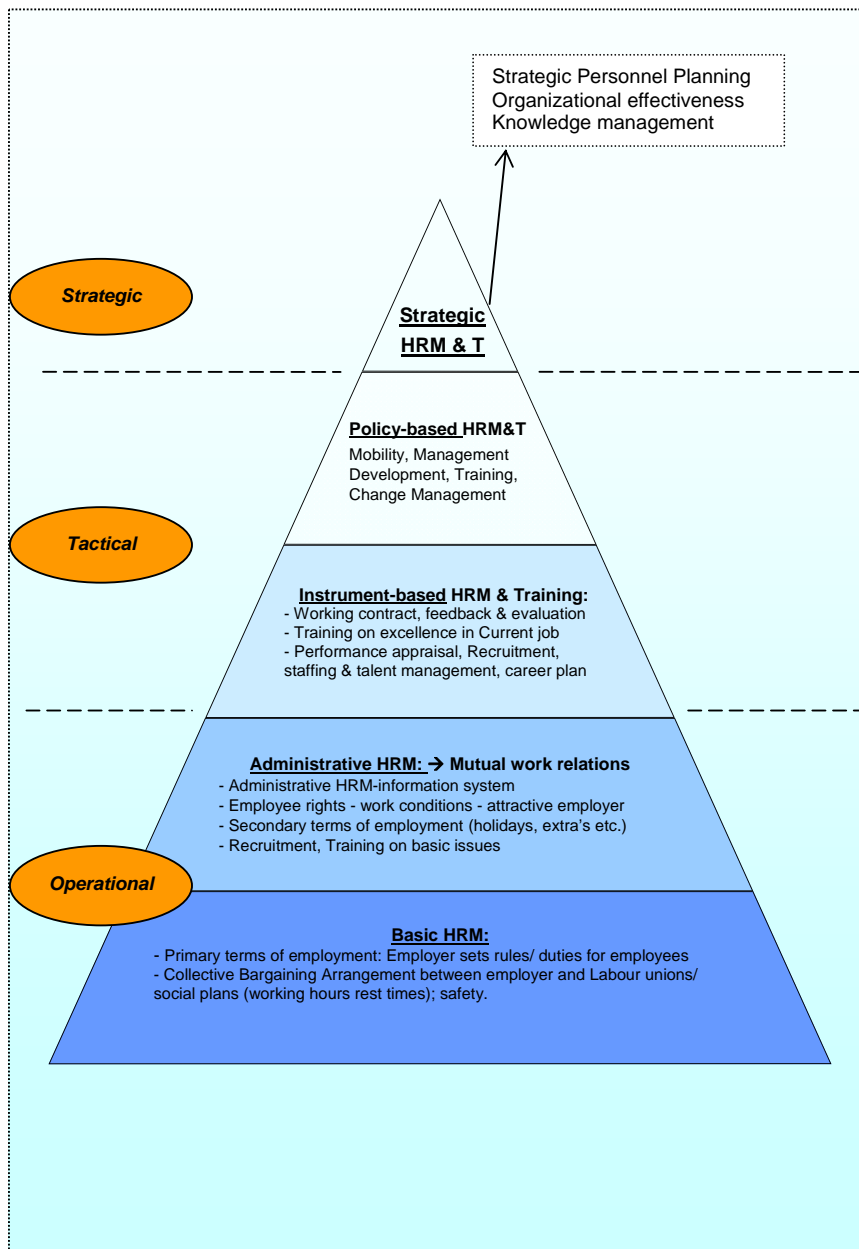 Strategic Personnel Planning
Organizational effectiveness
Knowledge management
Strategic
Strategic
HRM & T
Policy-based HRM&T
Mobility, Management
Development, Training,
Change Management
Tactical
Instrument-based HRM & Training:
- Working contract, feedback & evaluation
- Training on excellence in Current job
- Performance appraisal, Recruitment,
staffing & talent management, career plan
Administrative HRM: → Mutual work relations
- Administrative HRM-information system
- Employee rights - work conditions - attractive employer
- Secondary terms of employment (holidays, extra's etc.)
- Recruitment, Training on basic issues
Operational
Basic HRM:
- Primary terms of employment: Employer sets rules/ duties for employees
- Collective Bargaining Arrangement between employer and Labour unions/
social plans (working hours rest times); safety.